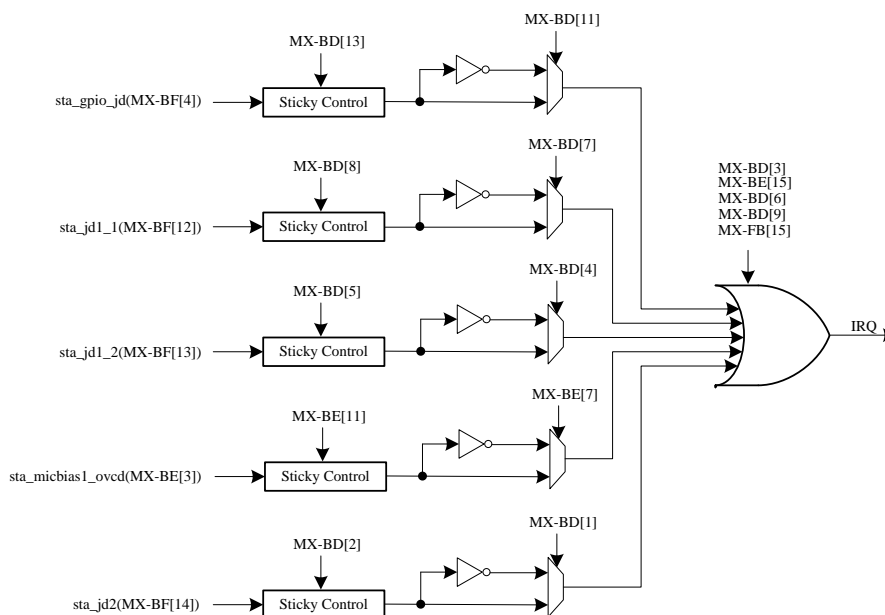 MX-BD[13]
MX-BD[11]
sta_gpio_jd(MX-BF[4])
Sticky Control
MX-BD[8]
MX-BD[7]
sta_jd1_1(MX-BF[12])
Sticky Control
MX-BD[3]
MX-BE[15]
MX-BD[6]
MX-BD[9]
MX-FB[15]
MX-BD[5]
MX-BD[4]
sta_jd1_2(MX-BF[13])
Sticky Control
IRQ
MX-BE[11]
MX-BE[7]
sta_micbias1_ovcd(MX-BE[3])
Sticky Control
MX-BD[2]
MX-BD[1]
sta_jd2(MX-BF[14])
Sticky Control